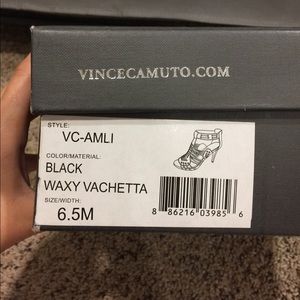 VINCECAMUTO.COM
STYLE:
VC-AMLI
COLOR/MATERIAL:
BLACK
WAXY VACHETTA
SIZE/WIDTH:
6.5M
8 86216 03985 6